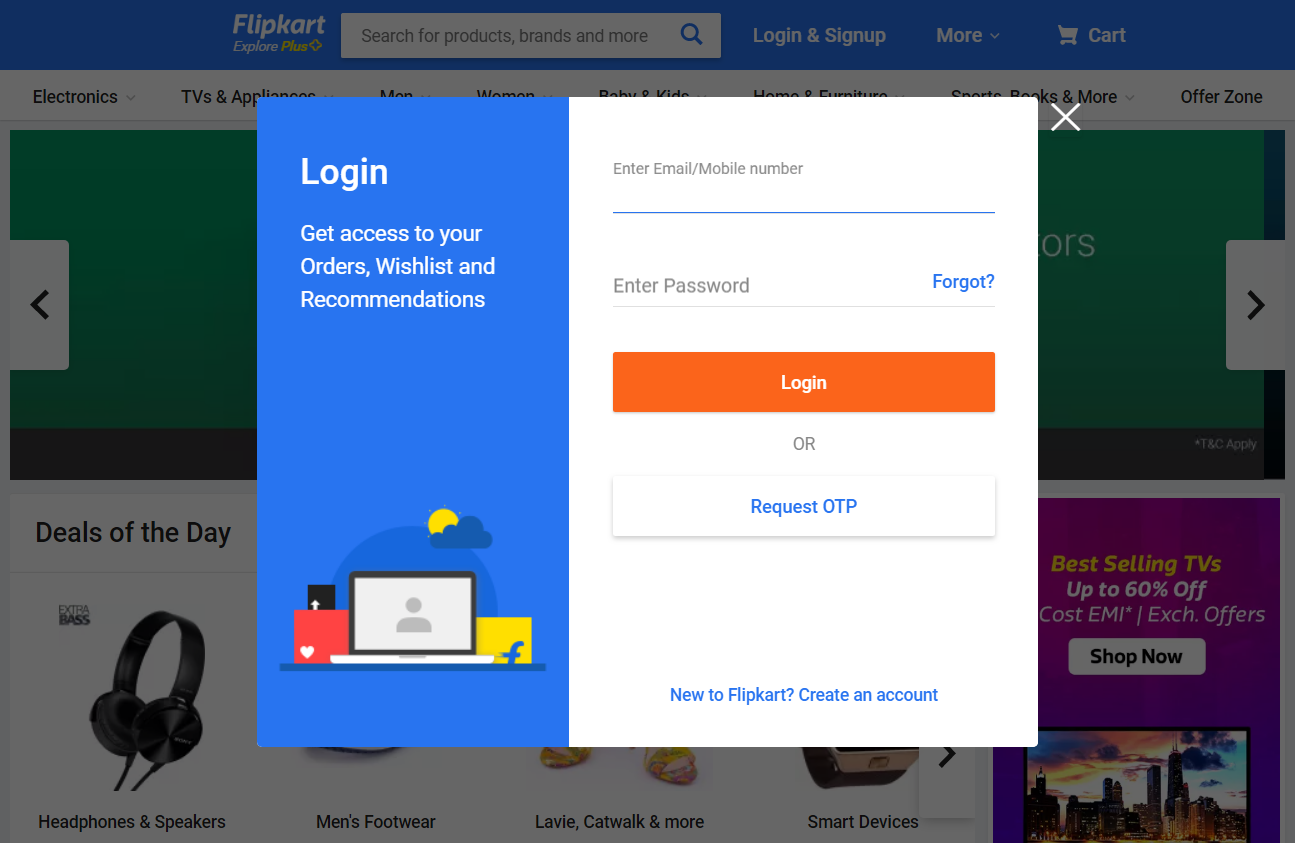 Flipkart
Explore Plus
Search for products, brands and more
Login & Signup
More
Cart
Electronics
TVs & Appliances
Men
Women
Baby & Kids
Home & Furniture
Sports, Books & More
Offer Zone
Login
Get access to your
Orders, Wishlist and
Recommendations
Enter Email/Mobile number
Enter Password
Forgot?
Login
OR
Request OTP
New to Flipkart? Create an account
*T&C Apply
Deals of the Day
EXTRA
BASS
SONY
Headphones & Speakers
Men's Footwear
Lavie, Catwalk & more
Smart Devices
Best Selling TVs
Up to 60% Off
Cost EMI* | Exch. Offers
Shop Now